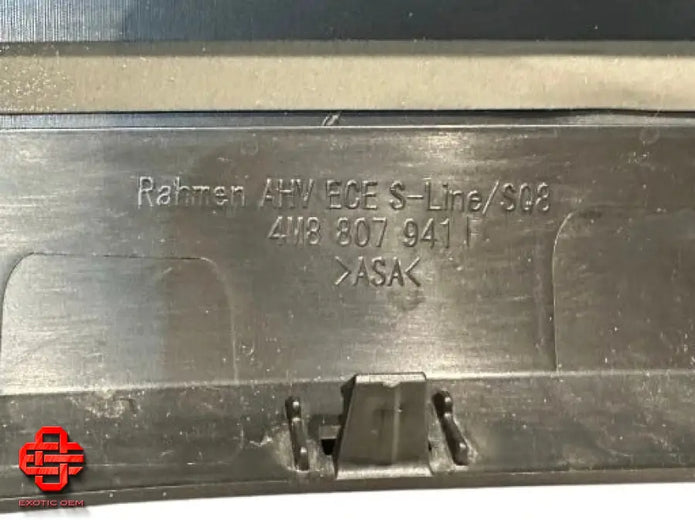 Rahmen AHV ECE S-Line/SQ8
4M8 807 941
>ASA<
EXOTIC OEM